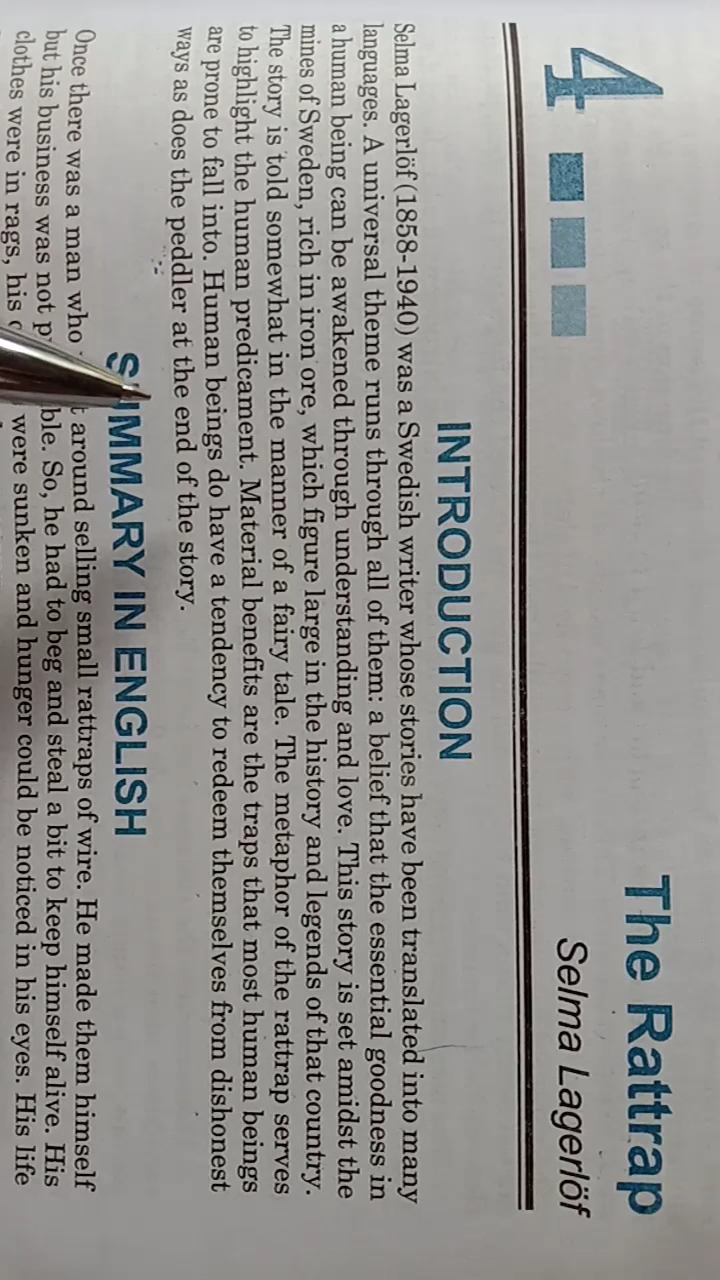 4
The Rattrap
Selma Lagerlöf
INTRODUCTION
Selma Lagerlöf (1858-1940) was a Swedish writer whose stories have been translated into many
languages. A universal theme runs through all of them: a belief that the essential goodness in
a human being can be awakened through understanding and love. This story is set amidst the
mines of Sweden, rich in iron ore, which figure large in the history and legends of that country.
The story is told somewhat in the manner of a fairy tale. The metaphor of the rattrap serves
to highlight the human predicament. Material benefits are the traps that most human beings
are prone to fall into. Human beings do have a tendency to redeem themselves from dishonest
ways as does the peddler at the end of the story.
SUMMARY IN ENGLISH
Once there was a man who around selling small rattraps of wire. He made them himself
but his business was not So, he had to beg and steal a bit to keep himself alive. His
clothes were in rags, his were sunken and hunger could be noticed in his eyes. His life